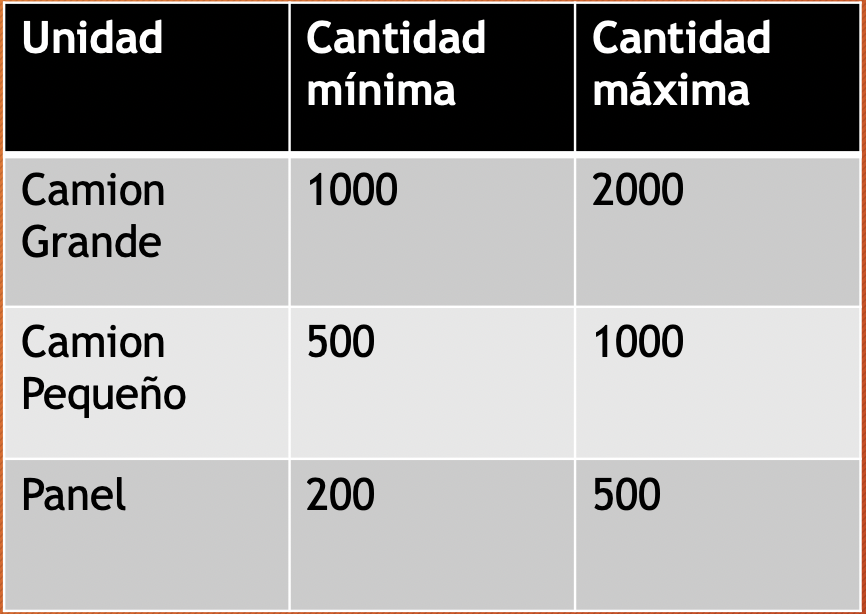 Unidad
Cantidad
mínima
Cantidad
máxima
Camion
Grande
1000
2000
Camion
Pequeño
500
1000
Panel
200
500